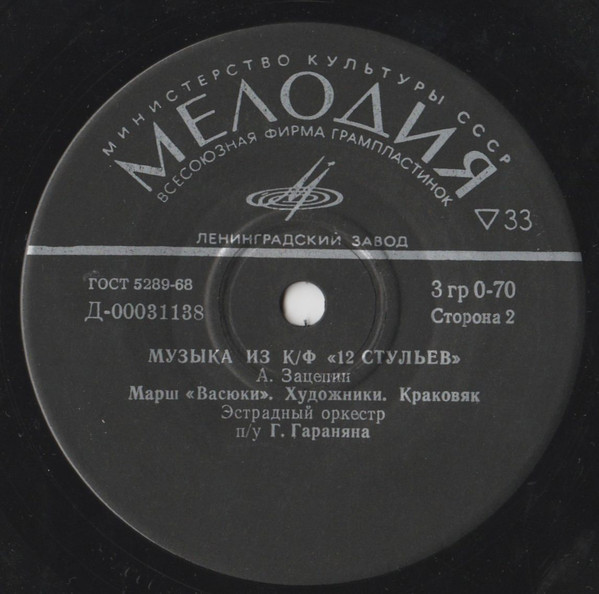 МИНИСТЕРСТВО КУЛЬТУРЫ СССР
МЕЛОДИЯ
ВСЕСОЮЗНАЯ ФИРМА ГРАМПЛАСТИНОК
▽33
ЛЕНИНГРАДСКИЙ ЗАВОД
ГОСТ 5289-68
Д-00031138
3 гр 0-70
Сторона 2
МУЗЫКА ИЗ К/Ф «12 СТУЛЬЕВ»
А. Зацепин
Марш «Васюки». Художники. Краковяк
Эстрадный оркестр
п/у Г. Гараняна